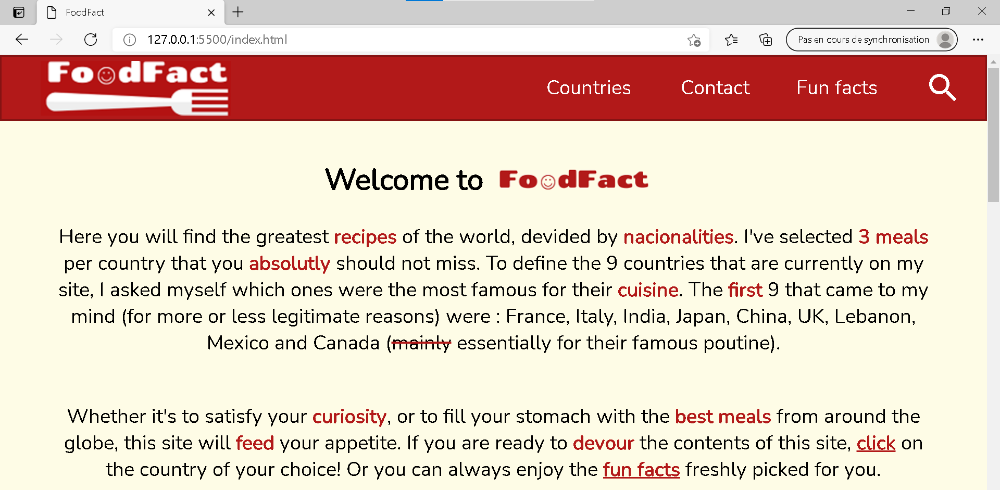 FoodFact
127.0.0.1:5500/index.html
Pas en cours de synchronisation
FoodFact
Countries
Contact
Fun facts
Welcome to FoodFact
Here you will find the greatest recipes of the world, devided by nacionalities. I've selected 3 meals
per country that you absolutly should not miss. To define the 9 countries that are currently on my
site, I asked myself which ones were the most famous for their cuisine. The first 9 that came to my
mind (for more or less legitimate reasons) were : France, Italy, India, Japan, China, UK, Lebanon,
Mexico and Canada (mainly essentially for their famous poutine).
Whether it's to satisfy your curiosity, or to fill your stomach with the best meals from around the
globe, this site will feed your appetite. If you are ready to devour the contents of this site, click on
the country of your choice! Or you can always enjoy the fun facts freshly picked for you.